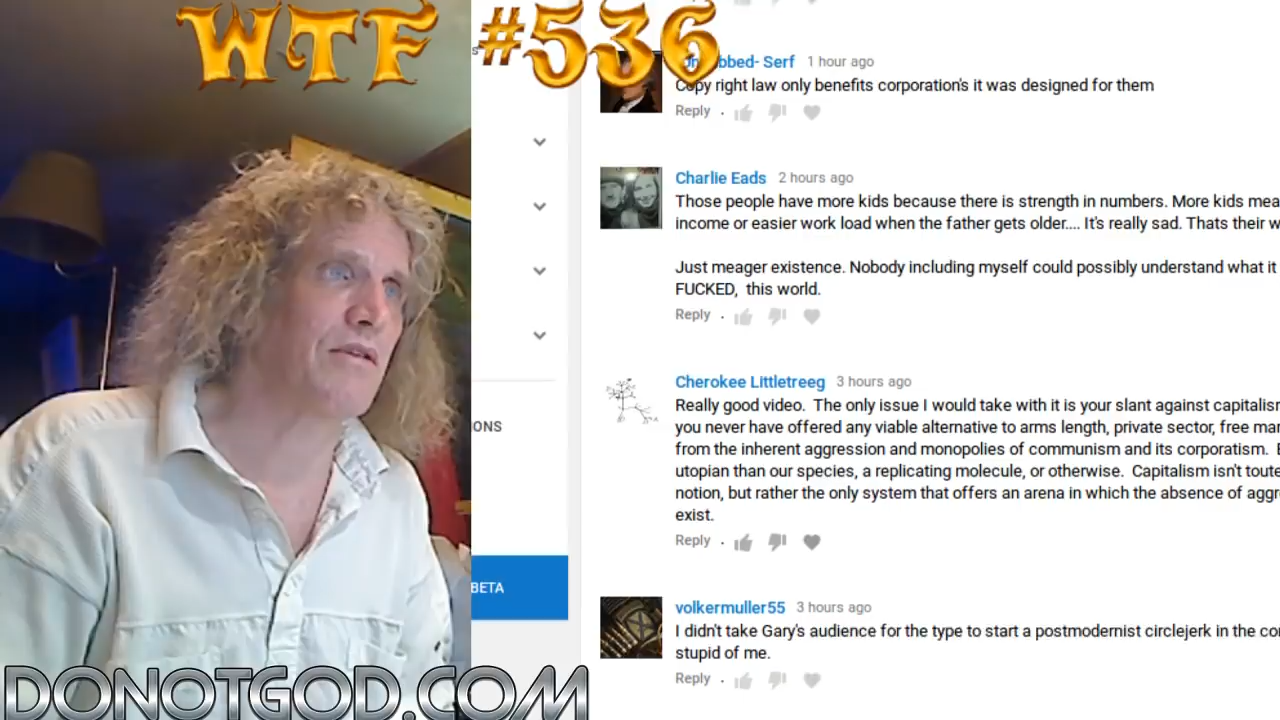 WTF #536
bbed- Serf 1 hour ago
Copy right law only benefits corporation's it was designed for them
Reply
Charlie Eads 2 hours ago
Those people have more kids because there is strength in numbers. More kids mea
income or easier work load when the father gets older.... It's really sad. Thats their w
Just meager existence. Nobody including myself could possibly understand what it
FUCKED, this world.
Reply
Cherokee Littletreeg 3 hours ago
Really good video. The only issue I would take with it is your slant against capitalism
you never have offered any viable alternative to arms length, private sector, free mar
from the inherent aggression and monopolies of communism and its corporatism.
utopian than our species, a replicating molecule, or otherwise. Capitalism isn't toute
notion, but rather the only system that offers an arena in which the absence of aggre
exist.
Reply
ONS
BETA
volkermuller55 3 hours ago
I didn't take Gary's audience for the type to start a postmodernist circlejerk in the co
stupid of me.
Reply
DONOTGOD.COM